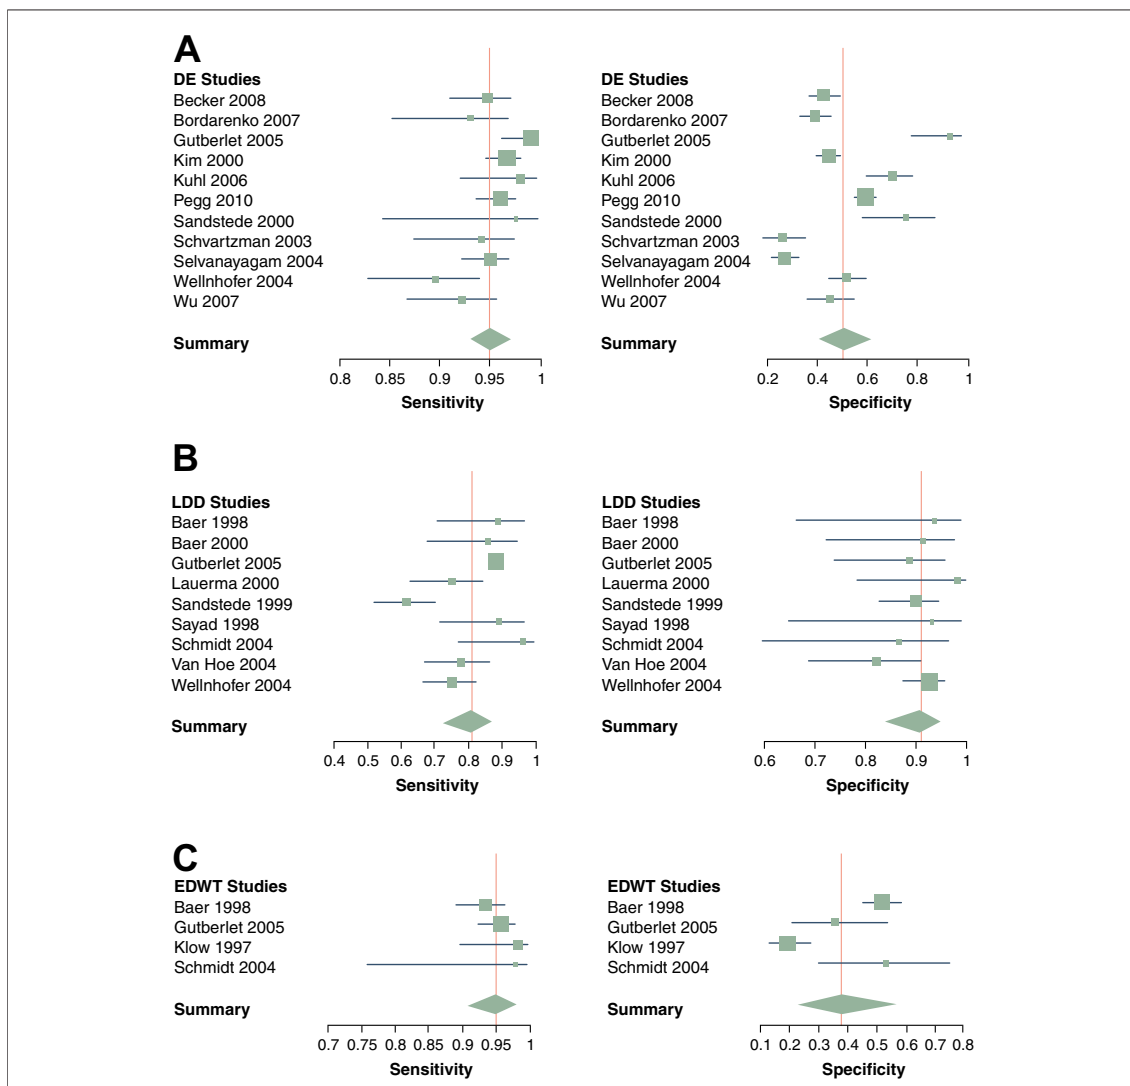 A
DE Studies
Becker 2008
Bordarenko 2007
Gutberlet 2005
Kim 2000
Kuhl 2006
Pegg 2010
Sandstede 2000
Schvartzman 2003
Selvanayagam 2004
Wellnhofer 2004
Wu 2007
Summary
0.8 0.85 0.9 0.95 1
Sensitivity
DE Studies
Becker 2008
Bordarenko 2007
Gutberlet 2005
Kim 2000
Kuhl 2006
Pegg 2010
Sandstede 2000
Schvartzman 2003
Selvanayagam 2004
Wellnhofer 2004
Wu 2007
Summary
0.2 0.4 0.6 0.8 1
Specificity
B
LDD Studies
Baer 1998
Baer 2000
Gutberlet 2005
Lauerma 2000
Sandstede 1999
Sayad 1998
Schmidt 2004
Van Hoe 2004
Wellnhofer 2004
Summary
0.4 0.5 0.6 0.7 0.8 0.9 1
Sensitivity
LDD Studies
Baer 1998
Baer 2000
Gutberlet 2005
Lauerma 2000
Sandstede 1999
Sayad 1998
Schmidt 2004
Van Hoe 2004
Wellnhofer 2004
Summary
0.6 0.7 0.8 0.9 1
Specificity
C
EDWT Studies
Baer 1998
Gutberlet 2005
Klow 1997
Schmidt 2004
Summary
0.7 0.75 0.8 0.85 0.9 0.95 1
Sensitivity
EDWT Studies
Baer 1998
Gutberlet 2005
Klow 1997
Schmidt 2004
Summary
0.1 0.2 0.3 0.4 0.5 0.6 0.7 0.8
Specificity